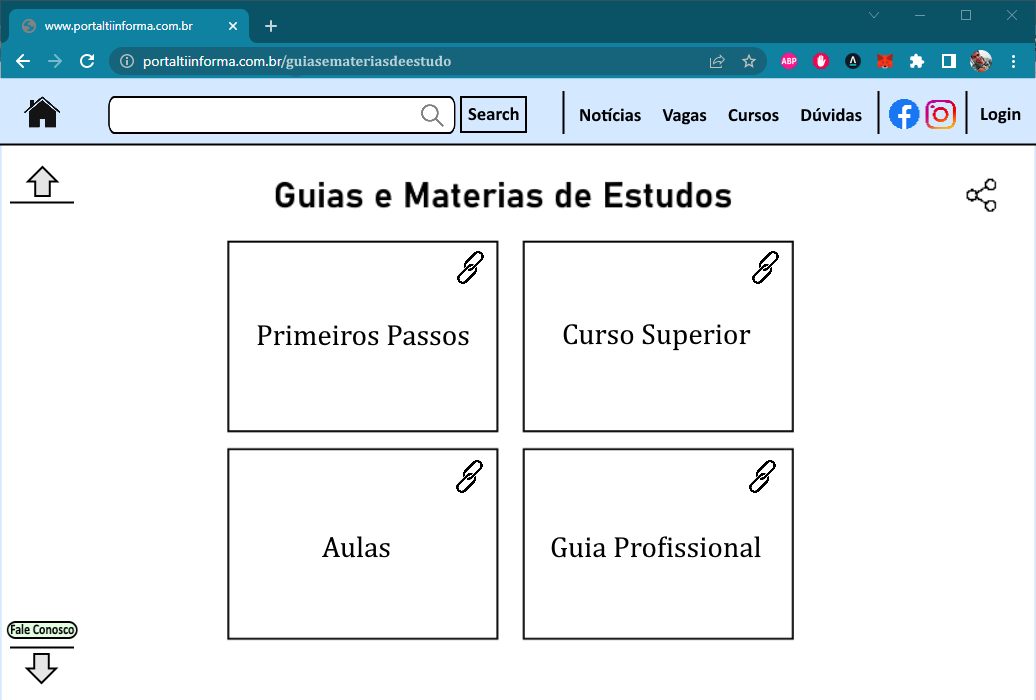 www.portaltiinforma.com.br
portaltiinforma.com.br/guiasemateriasdeestudo
ABP
Search
Notícias
Vagas
Cursos
Dúvidas
Login
Guias e Materias de Estudos
Primeiros Passos
Curso Superior
Aulas
Guia Profissional
Fale Conosco